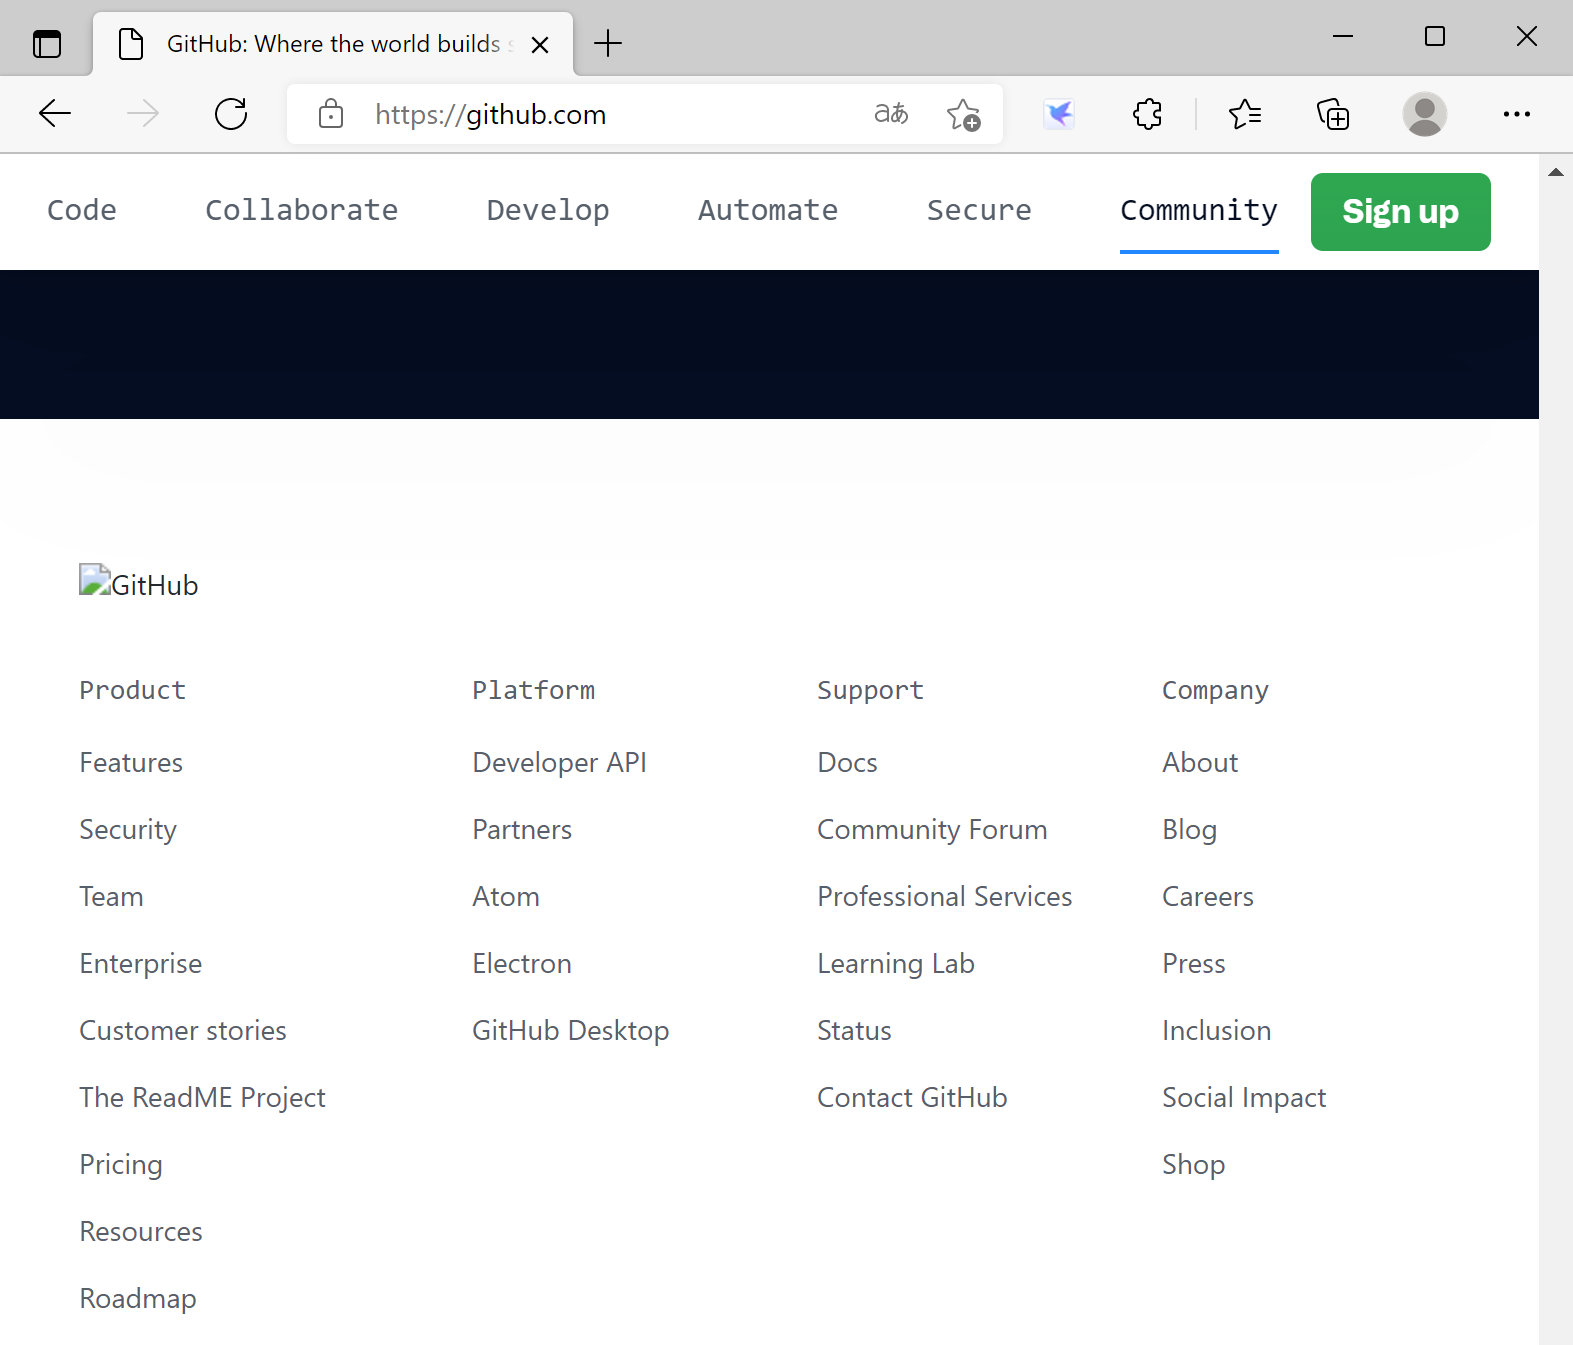 GitHub: Where the world builds
https://github.com
aあ
Code Collaborate Develop Automate Secure Community Sign up
GitHub
Product Platform Support Company
Features Developer API Docs About
Security Partners Community Forum Blog
Team Atom Professional Services Careers
Enterprise Electron Learning Lab Press
Customer stories GitHub Desktop Status Inclusion
The ReadME Project Contact GitHub Social Impact
Pricing Shop
Resources
Roadmap